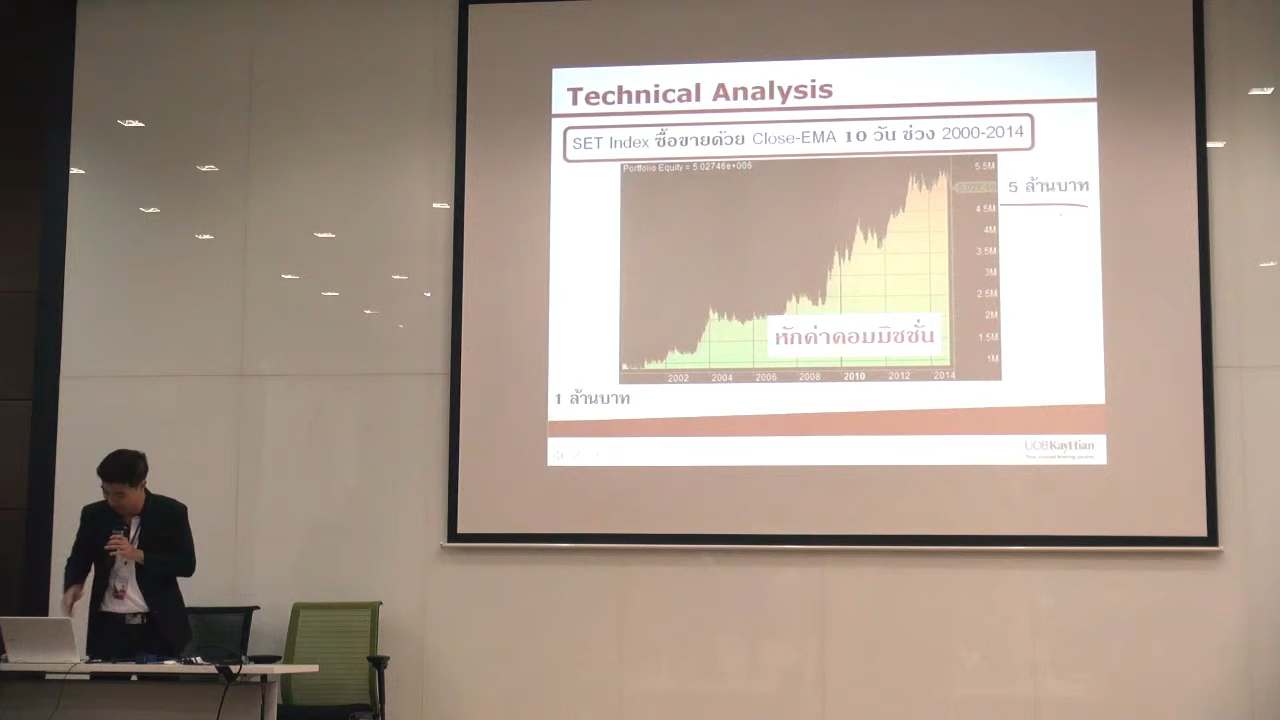 Technical Analysis
SET Index ซื้อขายด้วย Close-EMA 10 วัน ช่วง 2000-2014
Portfolio Equity = 5.02746e+006
5.5M
5 ล้านบาท
4.5M
4M
3.5M
3M
2.5M
2M
1.5M
1M
หักค่าคอมมิชชั่น
2002 2004 2006 2008 2010 2012 2014
1 ล้านบาท
UOBKayHian